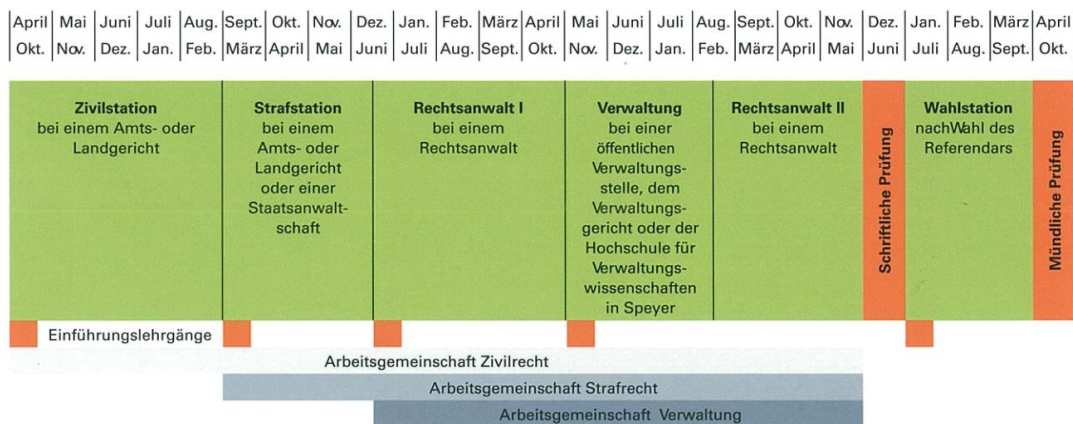 April Mai Juni Juli Aug. Sept. Okt. Nov. Dez. Jan. Feb. März April Mai Juni Juli Aug. Sept. Okt. Nov. Dez. Jan. Feb. März April
Okt. Nov. Dez. Jan. Feb. März April Mai Juni Juli Aug. Sept. Okt. Nov. Dez. Jan. Feb. März April Mai Juni Juli Aug. Sept. Okt.
Zivilstation
bei einem Amts- oder
Landgericht
Strafstation
bei einem
Amts- oder
Landgericht
oder einer
Staatsanwalt-
schaft
Rechtsanwalt I
bei einem
Rechtsanwalt
Verwaltung
bei einer
öffentlichen
Verwaltungs-
stelle, dem
Verwaltungs-
gericht oder der
Hochschule für
Verwaltungs-
wissenschaften
in Speyer
Rechtsanwalt II
bei einem
Rechtsanwalt
Schriftliche Prüfung
Wahlstation
nachWahl des
Referendars
Mündliche Prüfung
Einführungslehrgänge
Arbeitsgemeinschaft Zivilrecht
Arbeitsgemeinschaft Strafrecht
Arbeitsgemeinschaft Verwaltung